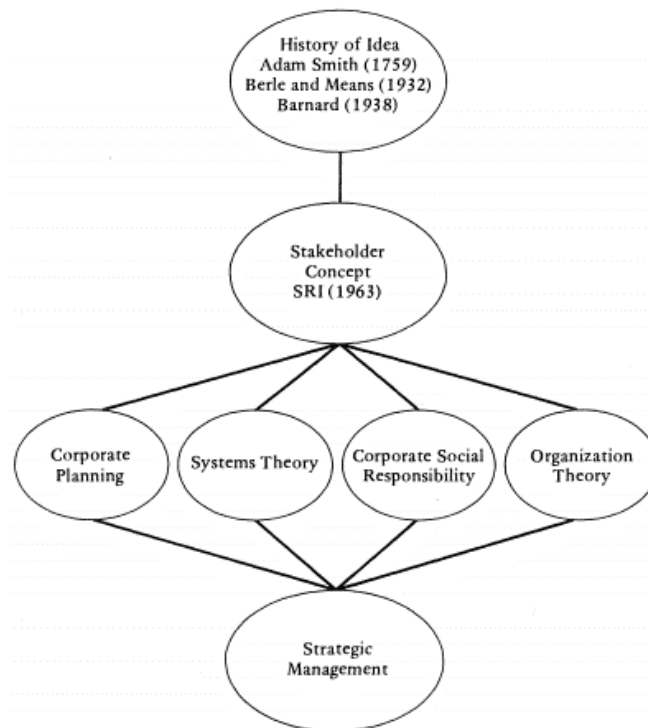 History of Idea
Adam Smith (1759)
Berle and Means (1932)
Barnard (1938)
Stakeholder
Concept
SRI (1963)
Corporate
Planning
Systems Theory
Corporate Social
Responsibility
Organization
Theory
Strategic
Management